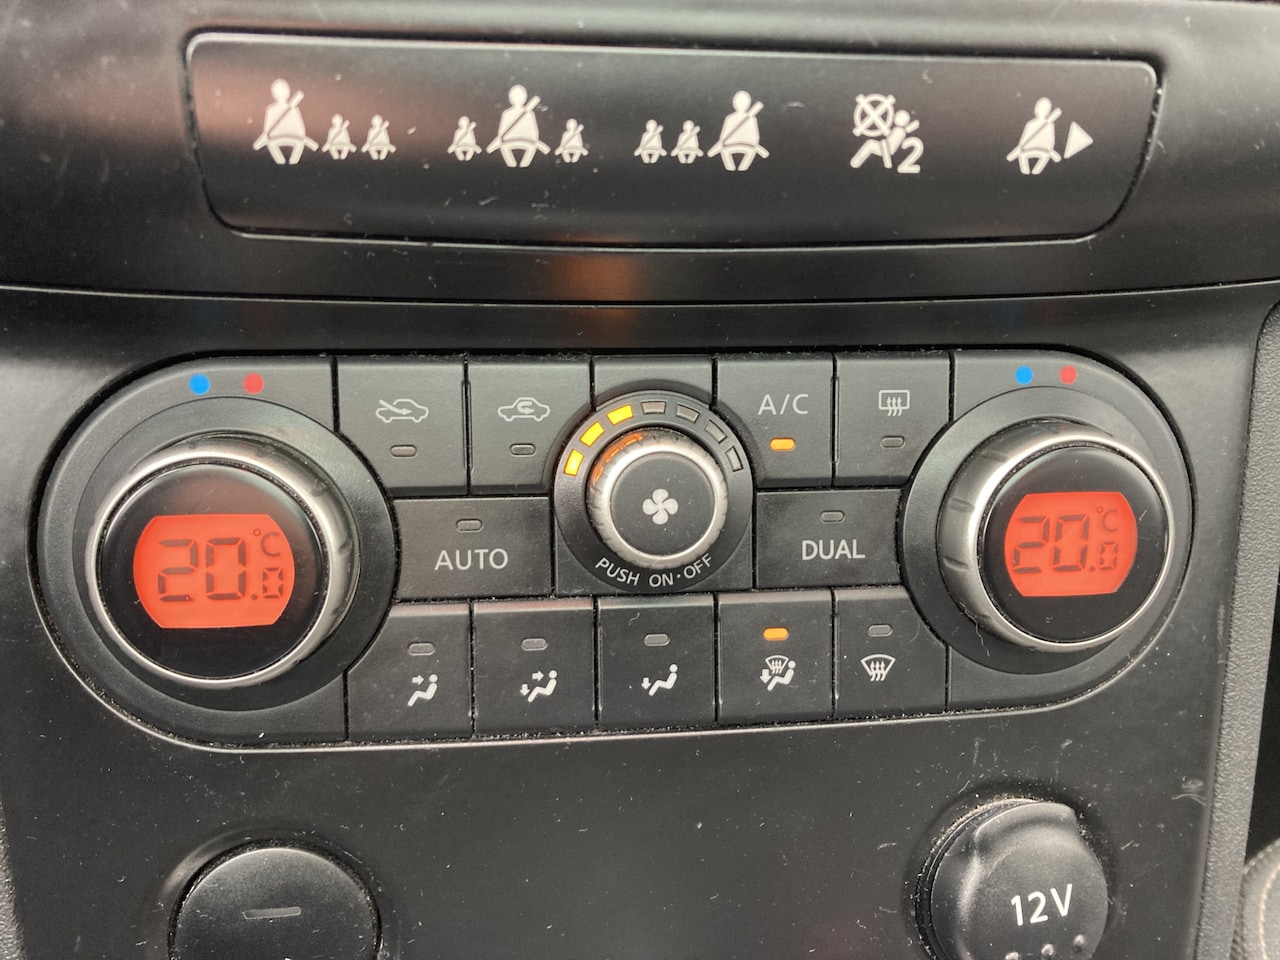 2
A/C
20.0 °C
20.0 °C
AUTO
DUAL
PUSH ON·OFF
12V